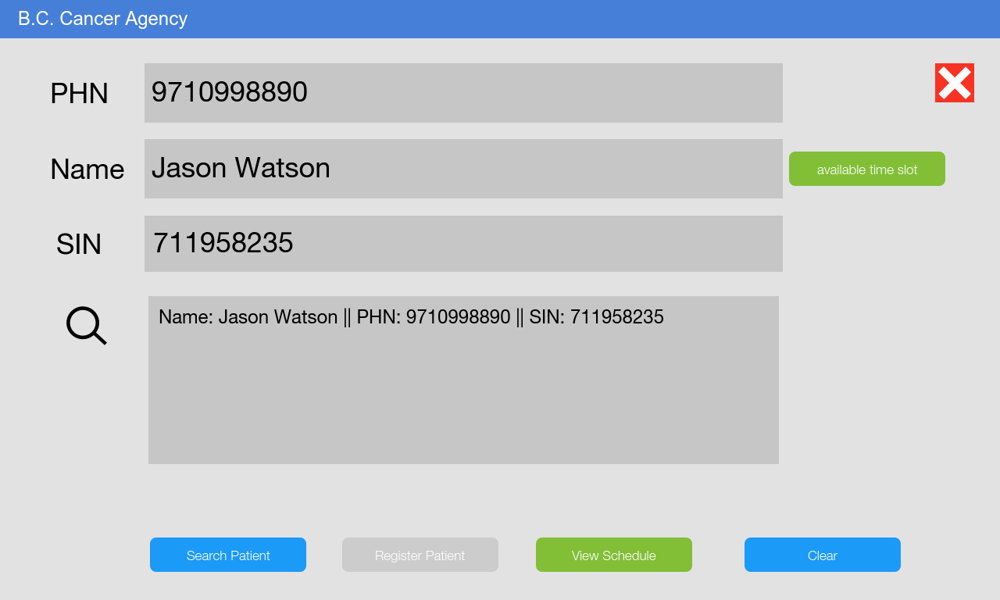 B.C. Cancer Agency
PHN 9710998890
Name Jason Watson
available time slot
SIN 711958235
Name: Jason Watson || PHN: 9710998890 || SIN: 711958235
Search Patient Register Patient View Schedule Clear